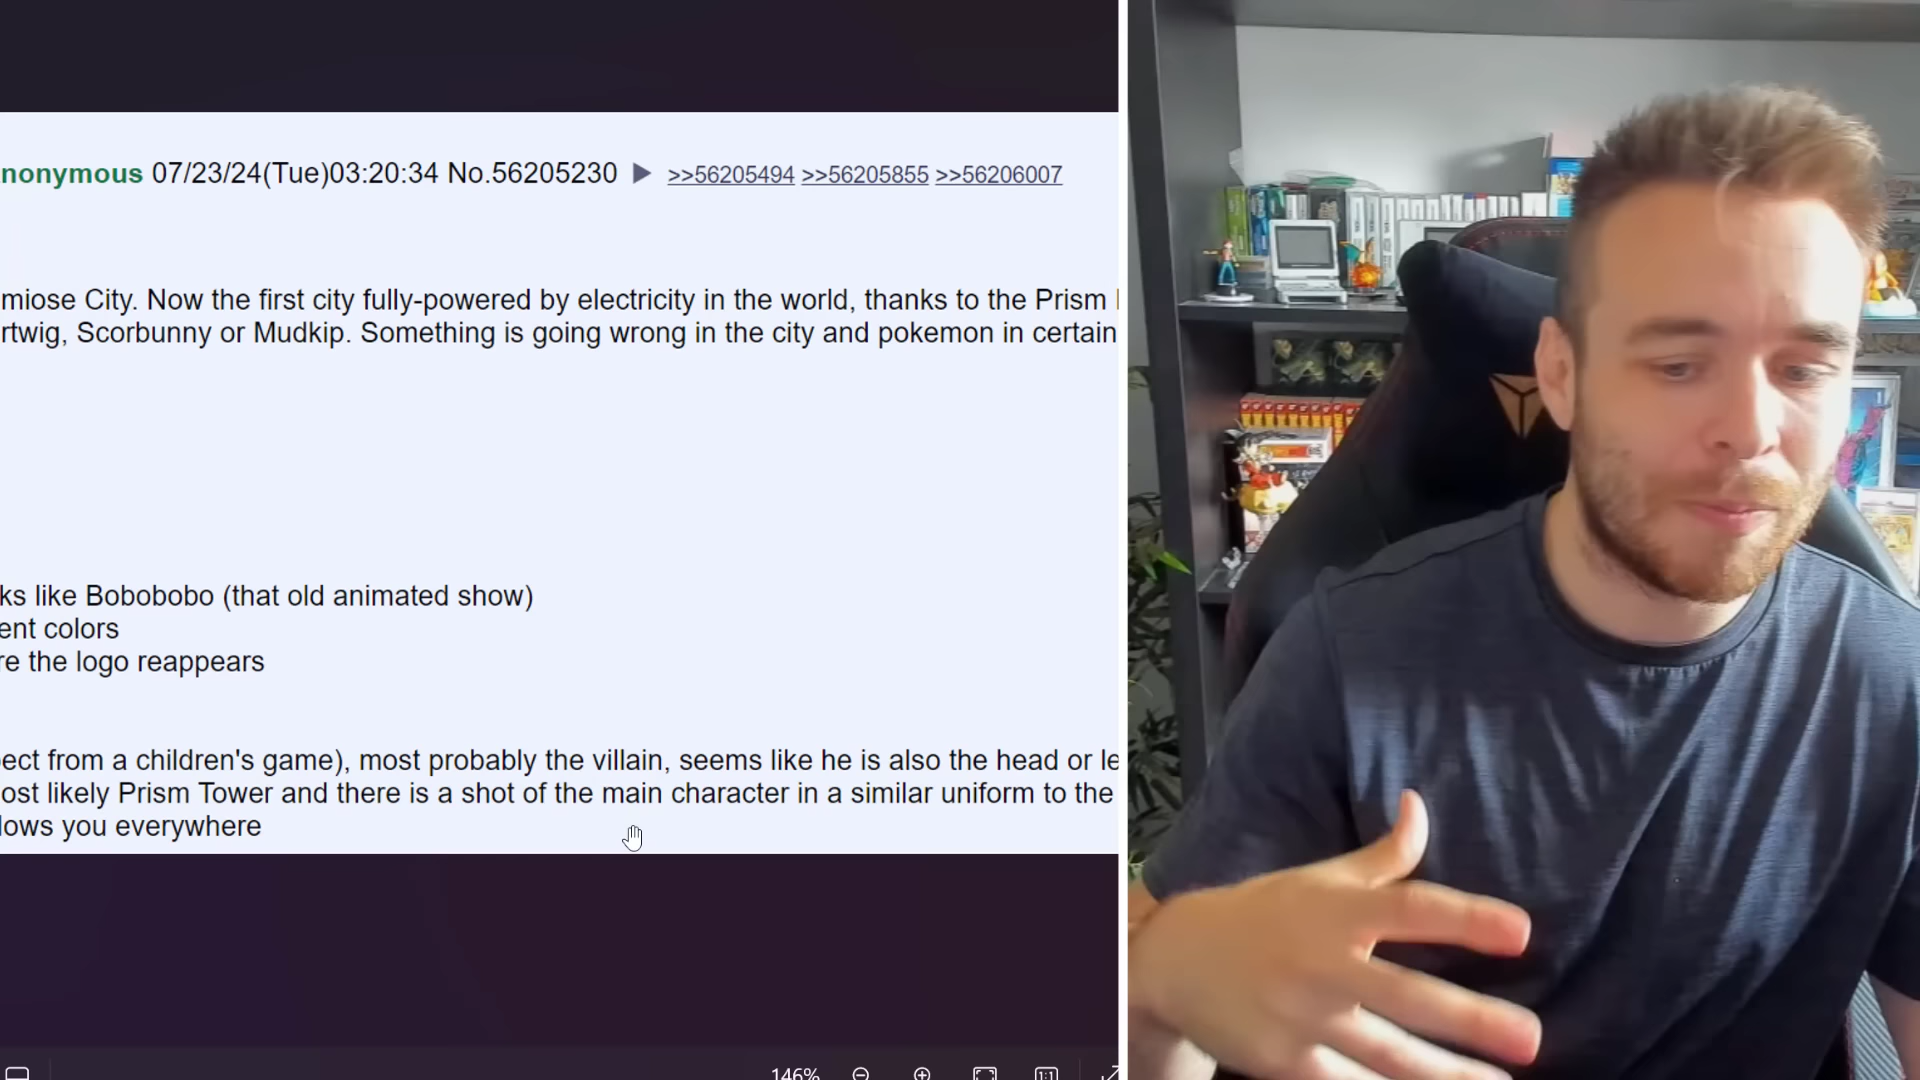 nonymous 07/23/24(Tue)03:20:34 No.56205230 ▶ >>56205494 >>56205855 >>56206007
miose City. Now the first city fully-powered by electricity in the world, thanks to the Prism
rtwig, Scorbunny or Mudkip. Something is going wrong in the city and pokemon in certain
ks like Bobobobo (that old animated show)
ent colors
re the logo reappears
ect from a children's game), most probably the villain, seems like he is also the head or le
ost likely Prism Tower and there is a shot of the main character in a similar uniform to the
lows you everywhere
146%
1:1